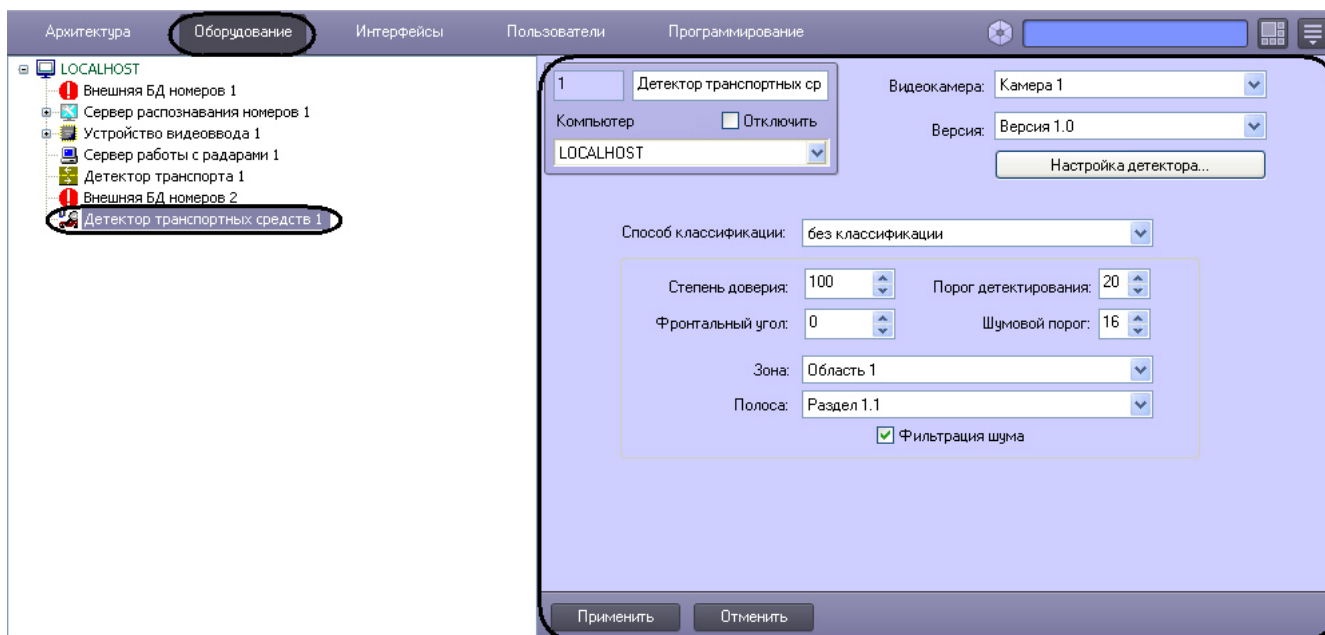 Архитектура Оборудование Интерфейсы Пользователи Программирование
LOCALHOST
Внешняя БД номеров 1
Сервер распознавания номеров 1
Устройство видеоввода 1
Сервер работы с радарами 1
Детектор транспорта 1
Внешняя БД номеров 2
Детектор транспортных средств 1
1 Детектор транспортных ср
Компьютер Отключить
LOCALHOST
Видеокамера: Камера 1
Версия: Версия 1.0
Настройка детектора...
Способ классификации: без классификации
Степень доверия: 100 Порог детектирования: 20
Фронтальный угол: 0 Шумовой порог: 16
Зона: Область 1
Полоса: Раздел 1.1
Фильтрация шума
Применить Отменить